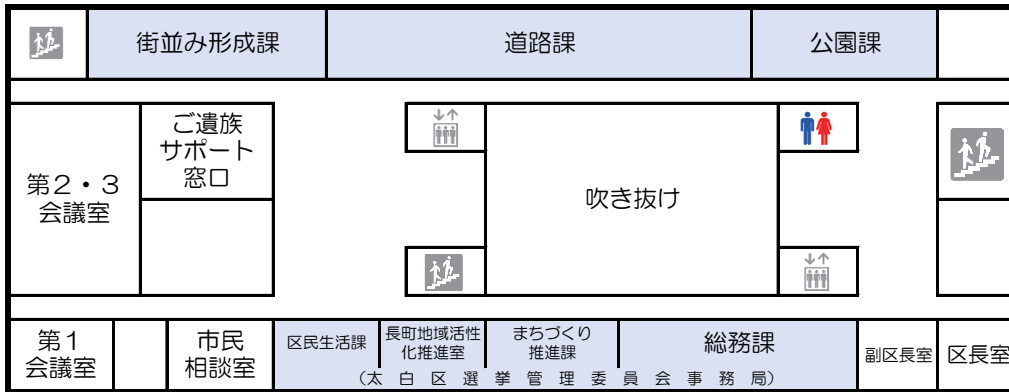 街並み形成課
道路課
公園課
ご遺族
サポート
窓口
第2・3
会議室
吹き抜け
第1
会議室
市民
相談室
区民生活課
長町地域活性
化推進室
まちづくり
推進課
総務課
(太白区選挙管理委員会事務局)
副区長室
区長室